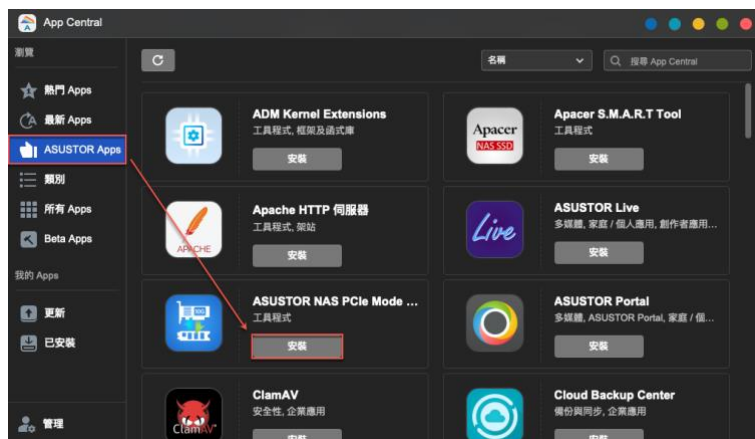 App Central
瀏覽
熱門 Apps
最新 Apps
ASUSTOR Apps
類別
所有 Apps
Beta Apps
我的 Apps
更新
已安裝
管理
名稱
搜尋 App Central
ADM Kernel Extensions
工具程式, 框架及函式庫
安裝
Apacer
NAS SSD
Apacer S.M.A.R.T Tool
工具程式
安裝
APACHE
Apache HTTP 伺服器
工具程式, 架站
安裝
Live
ASUSTOR Live
多媒體, 家庭 / 個人應用, 創作者應用...
安裝
ASUSTOR NAS PCIe Mode ...
工具程式
安裝
ASUSTOR Portal
多媒體, ASUSTOR Portal, 家庭 / 個...
安裝
ClamAV
ClamAV
安全性, 企業應用
安裝
Cloud Backup Center
備份與同步, 企業應用
安裝